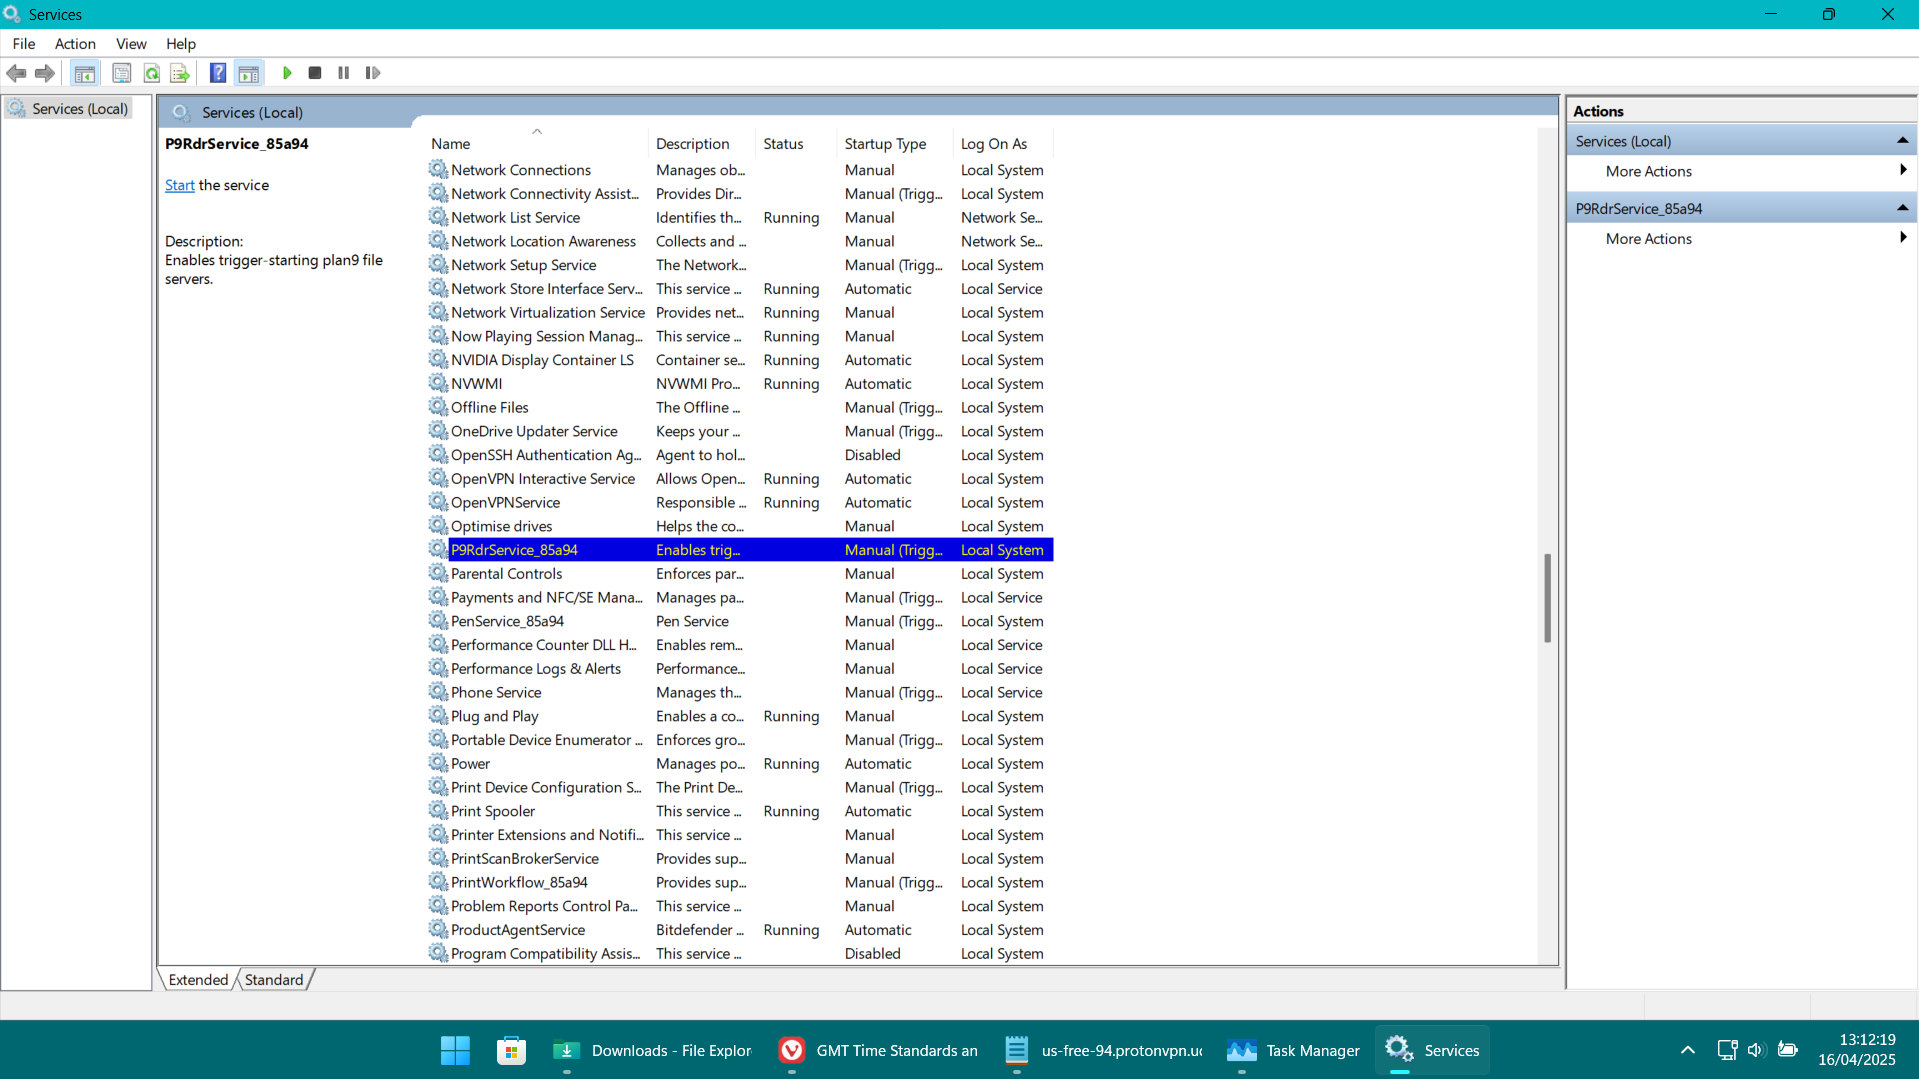 Services
File Action View Help
Services (Local)
Services (Local)
P9RdrService_85a94
Start the service
Description:
Enables trigger-starting plan9 file
servers.
Name Description Status Startup Type Log On As
Network Connections Manages ob... Manual Local System
Network Connectivity Assist... Provides Dir... Manual (Trigg... Local System
Network List Service Identifies th... Running Manual Network Se...
Network Location Awareness Collects and ... Manual Network Se...
Network Setup Service The Network... Manual (Trigg... Local System
Network Store Interface Serv... This service ... Running Automatic Local Service
Network Virtualization Service Provides net... Running Manual Local System
Now Playing Session Manag... This service ... Running Manual Local System
NVIDIA Display Container LS Container se... Running Automatic Local System
NVWMI NVWMI Pro... Running Automatic Local System
Offline Files The Offline ... Manual (Trigg... Local System
OneDrive Updater Service Keeps your ... Manual (Trigg... Local System
OpenSSH Authentication Ag... Agent to hol... Disabled Local System
OpenVPN Interactive Service Allows Open... Running Automatic Local System
OpenVPNService Responsible ... Running Automatic Local System
Optimise drives Helps the co... Manual Local System
P9RdrService_85a94 Enables trig... Manual (Trigg... Local System
Parental Controls Enforces par... Manual Local System
Payments and NFC/SE Mana... Manages pa... Manual (Trigg... Local Service
PenService_85a94 Pen Service Manual (Trigg... Local System
Performance Counter DLL H... Enables rem... Manual Local Service
Performance Logs & Alerts Performance... Manual Local Service
Phone Service Manages th... Manual (Trigg... Local Service
Plug and Play Enables a co... Running Manual Local System
Portable Device Enumerator ... Enforces gro... Manual (Trigg... Local System
Power Manages po... Running Automatic Local System
Print Device Configuration S... The Print De... Manual (Trigg... Local System
Print Spooler This service ... Running Automatic Local System
Printer Extensions and Notifi... This service ... Manual Local System
PrintScanBrokerService Provides sup... Manual Local System
PrintWorkflow_85a94 Provides sup... Manual (Trigg... Local System
Problem Reports Control Pa... This service ... Manual Local System
ProductAgentService Bitdefender ... Running Automatic Local System
Program Compatibility Assis... This service ... Disabled Local System
Extended Standard
Actions
Services (Local)
More Actions
P9RdrService_85a94
More Actions
Downloads - File Explor GMT Time Standards an us-free-94.protonvpn.uc Task Manager Services
13:12:19
16/04/2025